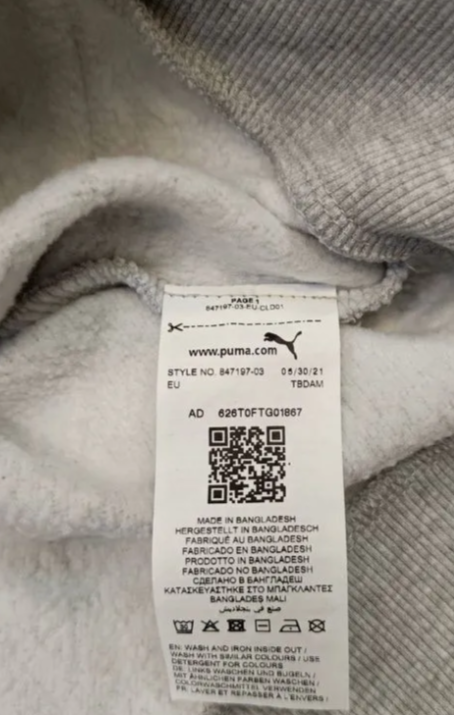 PAGE 1
847197-03-EU-CLD01
www.puma.com
STYLE NO. 847197-03 06/30/21
EU TBDAM
AD 626T0FTG01867
MADE IN BANGLADESH
HERGESTELLT IN BANGLADESCH
FABRIQUÉ AU BANGLADESH
FABRICADO EN BANGLADESH
PRODOTTO IN BANGLADESH
FABRICADO NO BANGLADESH
СДЕЛАНО В БАНГЛАДЕШ
ΚΑΤΑΣΚΕΥΑΣΤΗΚΕ ΣΤΟ ΜΠΑΓΚΛΑΝΤΕΣ
BANGLADES MALI
صنع في بنجلاديش
EN: WASH AND IRON INSIDE OUT /
WASH WITH SIMILAR COLOURS / USE
DETERGENT FOR COLOURS
DE: LINKS WASCHEN UND BÜGELN /
MIT ÄHNLICHEN FARBEN WASCHEN /
COLORWASCHMITTEL VERWENDEN
FR: LAVER ET REPASSER À L'ENVERS /